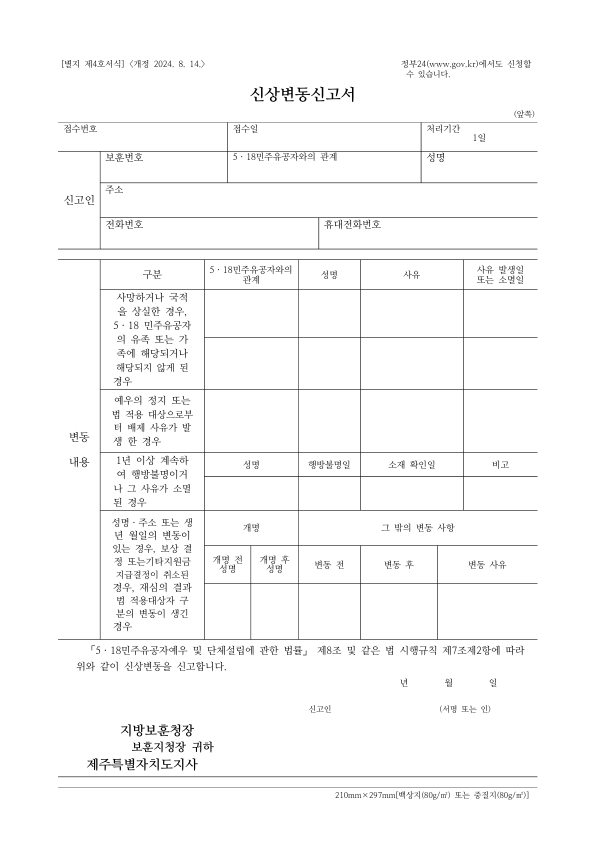 [별지 제4호서식] 〈개정 2024. 8. 14.〉
정부24(www.gov.kr)에서도 신청할
수 있습니다.
신상변동신고서
(앞쪽)
접수번호
접수일
처리기간
1일
신고인
보훈번호
5ㆍ18민주유공자와의 관계
성명
주소
전화번호
휴대전화번호
변동
내용
구분
5ㆍ18민주유공자와의
관계
성명
사유
사유 발생일
또는 소멸일
사망하거나 국적
을 상실한 경우,
5ㆍ18 민주유공자
의 유족 또는 가
족에 해당되거나
해당되지 않게 된
경우
예우의 정지 또는
법 적용 대상으로부
터 배제 사유가 발
생 한 경우
1년 이상 계속하
여 행방불명이거
나 그 사유가 소멸
된 경우
성명
행방불명일
소재 확인일
비고
성명ㆍ주소 또는 생
년 월일의 변동이
있는 경우, 보상 결
정 또는기타지원금
지급결정이 취소된
경우, 재심의 결과
법 적용대상자 구
분의 변동이 생긴
경우
개명
그 밖의 변동 사항
개명 전
성명
개명 후
성명
변동 전
변동 후
변동 사유
「5ㆍ18민주유공자예우 및 단체설립에 관한 법률」 제8조 및 같은 법 시행규칙 제7조제2항에 따라
위와 같이 신상변동을 신고합니다.
년 월 일
신고인 (서명 또는 인)
지방보훈청장
보훈지청장 귀하
제주특별자치도지사
210mm×297mm[백상지(80g/㎡) 또는 중질지(80g/㎡)]